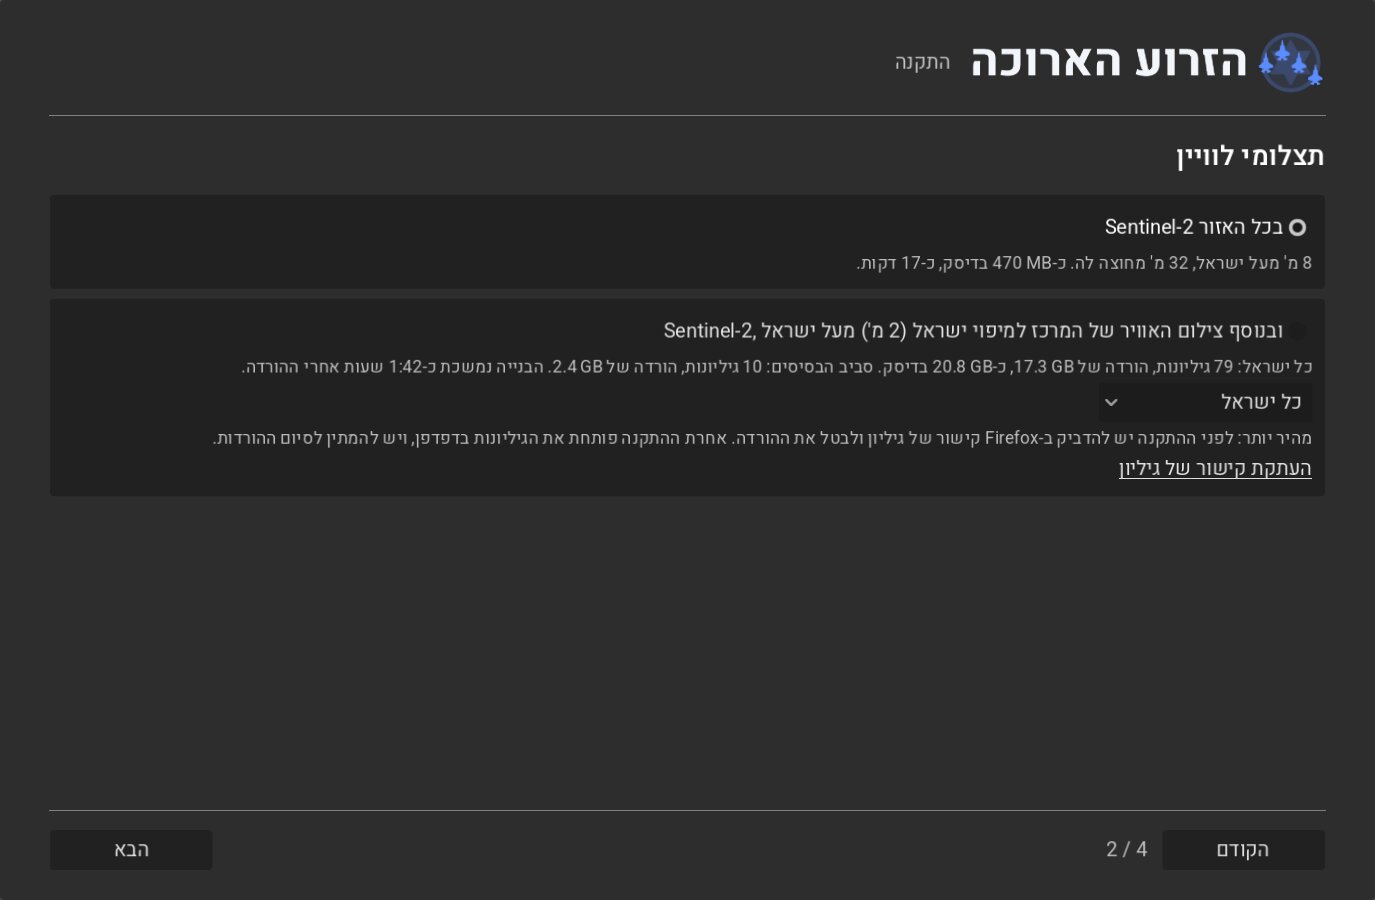 הזרוע הארוכה התקנה
תצלומי לוויין
Sentinel-2 בכל האזור
8 מ' מעל ישראל, 32 מ' מחוצה לה. כ-470 MB בדיסק, כ-17 דקות.
Sentinel-2, ובנוסף צילום האוויר של המרכז למיפוי ישראל (2 מ') מעל ישראל
כל ישראל: 79 גיליונות, הורדה של 17.3 GB, כ-20.8 GB בדיסק. סביב הבסיסים: 10 גיליונות, הורדה של 2.4 GB. הבנייה נמשכת כ-1:42 שעות אחרי ההורדה.
כל ישראל
מהיר יותר: לפני ההתקנה יש להדביק ב-Firefox קישור של גיליון ולבטל את ההורדה. אחרת ההתקנה פותחת את הגיליונות בדפדפן, ויש להמתין לסיום ההורדות.
העתקת קישור של גיליון
הקודם
2 / 4
הבא